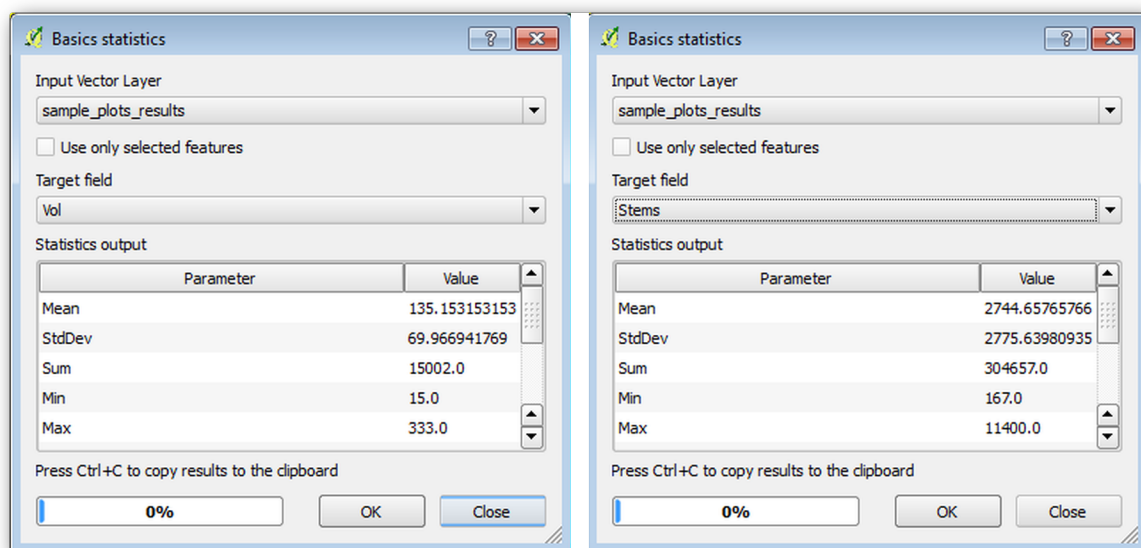 Basics statistics
Input Vector Layer
sample_plots_results
Use only selected features
Target field
Vol
Statistics output
Parameter Value
Mean 135.153153153
StdDev 69.966941769
Sum 15002.0
Min 15.0
Max 333.0
Press Ctrl+C to copy results to the clipboard
0% OK Close
Basics statistics
Input Vector Layer
sample_plots_results
Use only selected features
Target field
Stems
Statistics output
Parameter Value
Mean 2744.65765766
StdDev 2775.63980935
Sum 304657.0
Min 167.0
Max 11400.0
Press Ctrl+C to copy results to the clipboard
0% OK Close